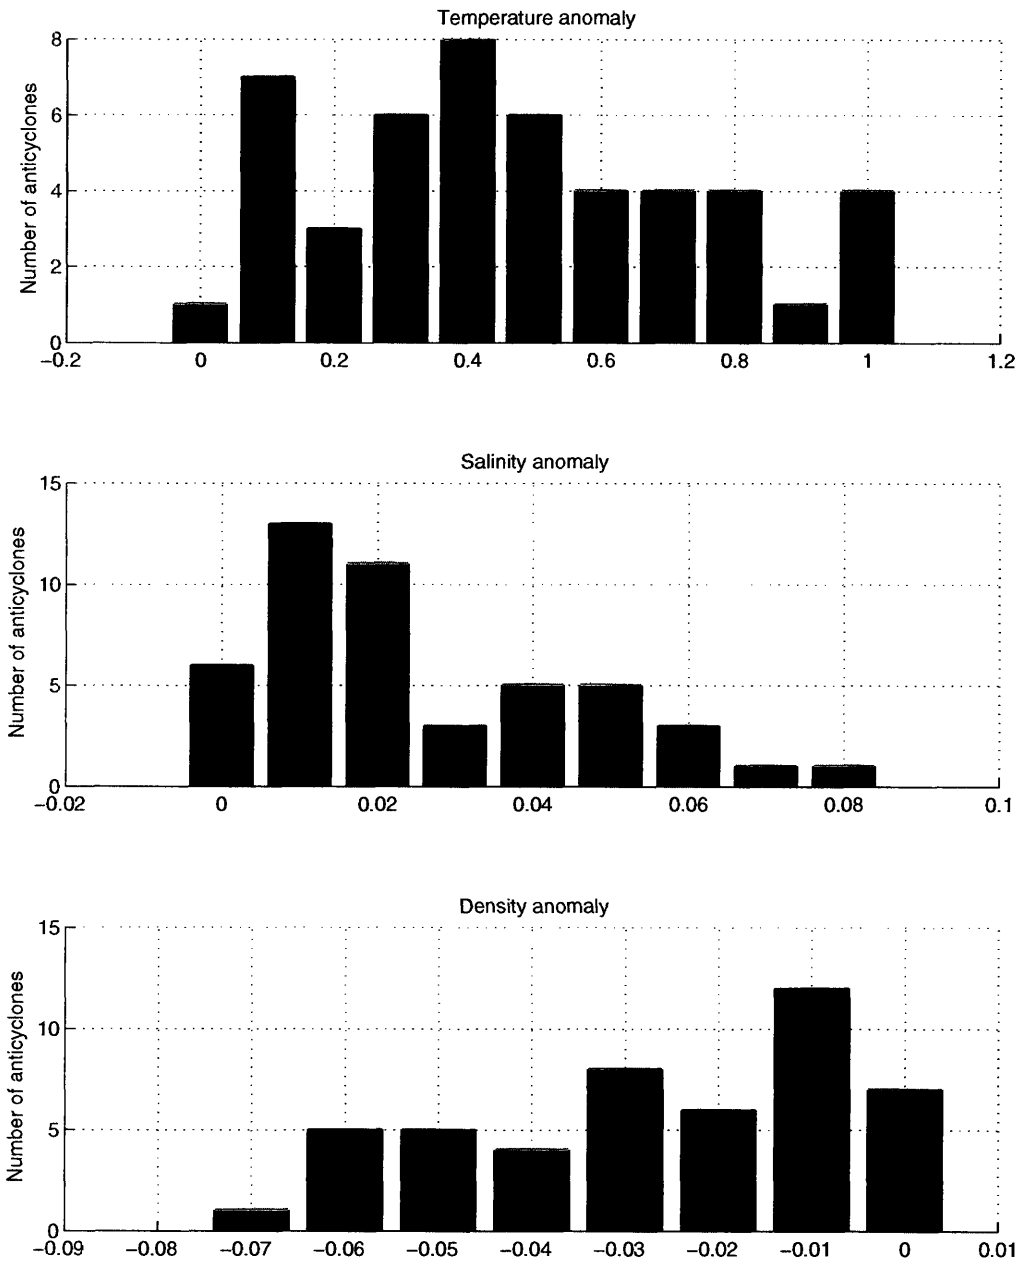 Temperature anomaly
Number of anticyclones
8
6
4
2
0
−0.2 0 0.2 0.4 0.6 0.8 1 1.2
Salinity anomaly
Number of anticyclones
15
10
5
0
−0.02 0 0.02 0.04 0.06 0.08 0.1
Density anomaly
Number of anticyclones
15
10
5
0
−0.09 −0.08 −0.07 −0.06 −0.05 −0.04 −0.03 −0.02 −0.01 0 0.01